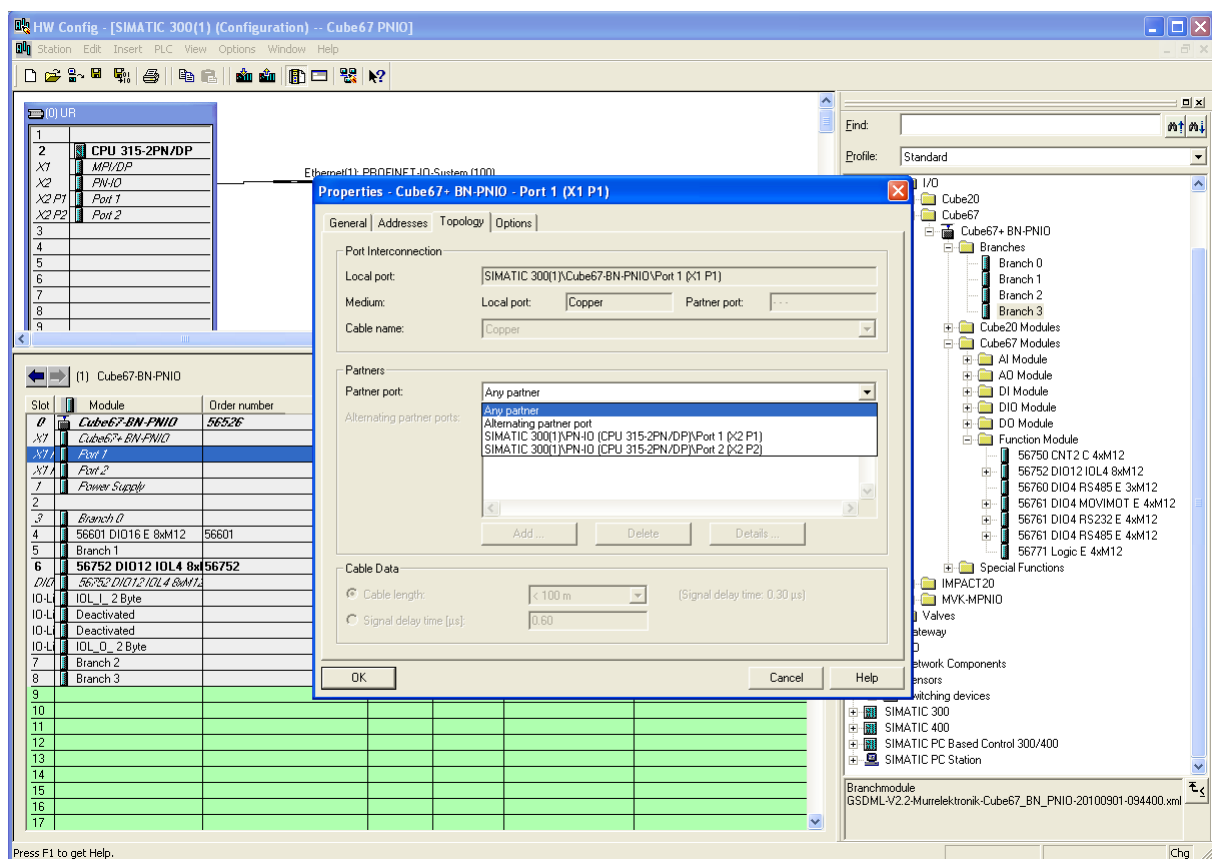 HW Config - [SIMATIC 300(1) (Configuration) -- Cube67 PNIO]
Station Edit Insert PLC View Options Window Help
(0) UR
1
2 CPU 315-2PN/DP
X1 MPI/DP
X2 PN-IO
X2 P1 Port 1
X2 P2 Port 2
3
4
5
6
7
8
9
Ethernet(1): PROFINET-IO-System (100)
Properties - Cube67+ BN-PNIO - Port 1 (X1 P1)
General Addresses Topology Options
Port Interconnection
Local port: SIMATIC 300(1)\Cube67-BN-PNIO\Port 1 (X1 P1)
Medium: Local port: Copper Partner port: - - -
Cable name: Copper
Partners
Partner port: Any partner
Alternating partner ports:
Any partner
Alternating partner port
SIMATIC 300(1)\PN-IO (CPU 315-2PN/DP)\Port 1 (X2 P1)
SIMATIC 300(1)\PN-IO (CPU 315-2PN/DP)\Port 2 (X2 P2)
Add ... Delete Details ...
Cable Data
Cable length: < 100 m (Signal delay time: 0.30 µs)
Signal delay time [µs]: 0.60
OK Cancel Help
(1) Cube67-BN-PNIO
Slot Module Order number
0 Cube67-BN-PNIO 56526
X1 Cube67+ BN-PNIO
X1 Port 1
X1 Port 2
1 Power Supply
2
3 Branch 0
4 56601 DIO16 E 8xM12 56601
5 Branch 1
6 56752 DIO12 IOL4 8xM 56752
DIO 56752 DIO12 IOL4 8xM12
IO-Li IOL_I_ 2 Byte
IO-Li Deactivated
IO-Li Deactivated
IO-Li IOL_O_ 2 Byte
7 Branch 2
8 Branch 3
9
10
11
12
13
14
15
16
17
Find:
Profile: Standard
I/O
Cube20
Cube67
Cube67+ BN-PNIO
Branches
Branch 0
Branch 1
Branch 2
Branch 3
Cube20 Modules
Cube67 Modules
AI Module
AO Module
DI Module
DIO Module
DO Module
Function Module
56750 CNT2 C 4xM12
56752 DIO12 IOL4 8xM12
56760 DIO4 RS485 E 3xM12
56761 DIO4 MOVIMOT E 4xM12
56761 DIO4 RS232 E 4xM12
56761 DIO4 RS485 E 4xM12
56771 Logic E 4xM12
Special Functions
IMPACT20
MVK-MPNIO
Valves
ateway
etwork Components
ensors
witching devices
SIMATIC 300
SIMATIC 400
SIMATIC PC Based Control 300/400
SIMATIC PC Station
Branchmodule
GSDML-V2.2-Murrelektronik-Cube67_BN_PNIO-20100901-094400.xml
Press F1 to get Help.
Chg